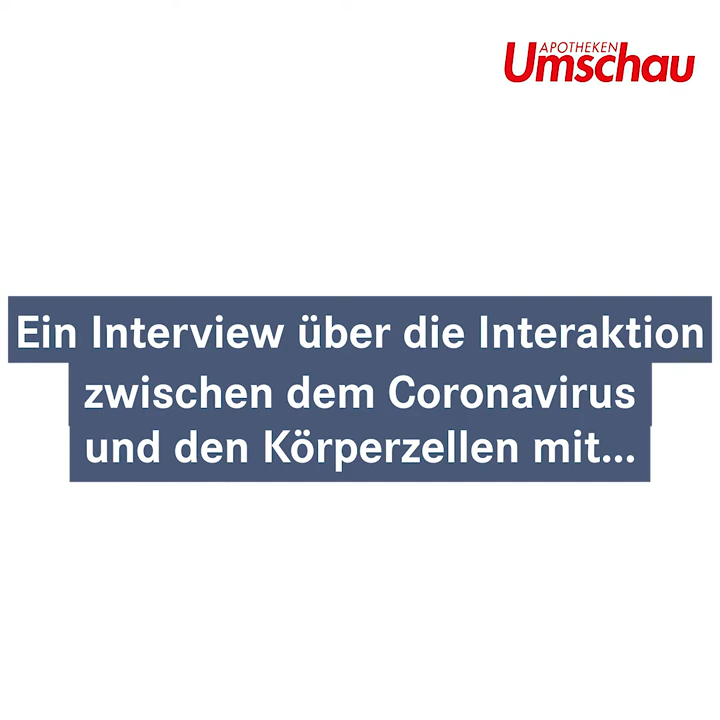 APOTHEKEN
Umschau
Ein Interview über die Interaktion
zwischen dem Coronavirus
und den Körperzellen mit...